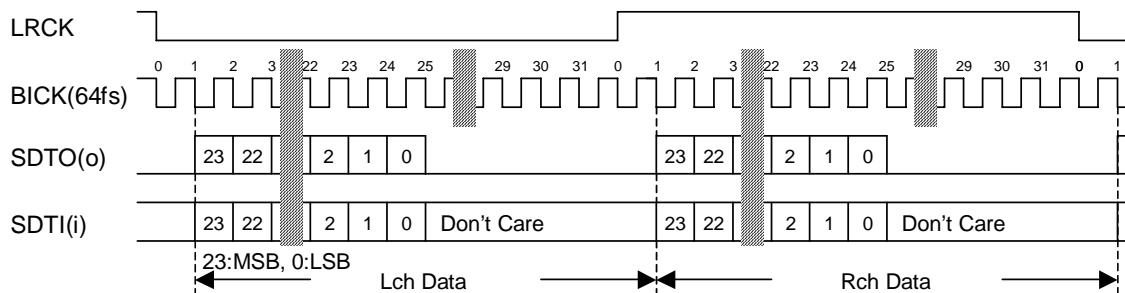 LRCK
0 1 2 3 22 23 24 25 29 30 31 0 1 2 3 22 23 24 25 29 30 31 0 1
BICK(64fs)
SDTO(o) 23 22 2 1 0 23 22 2 1 0
SDTI(i) 23 22 2 1 0 Don't Care 23 22 2 1 0 Don't Care
23:MSB, 0:LSB
Lch Data Rch Data